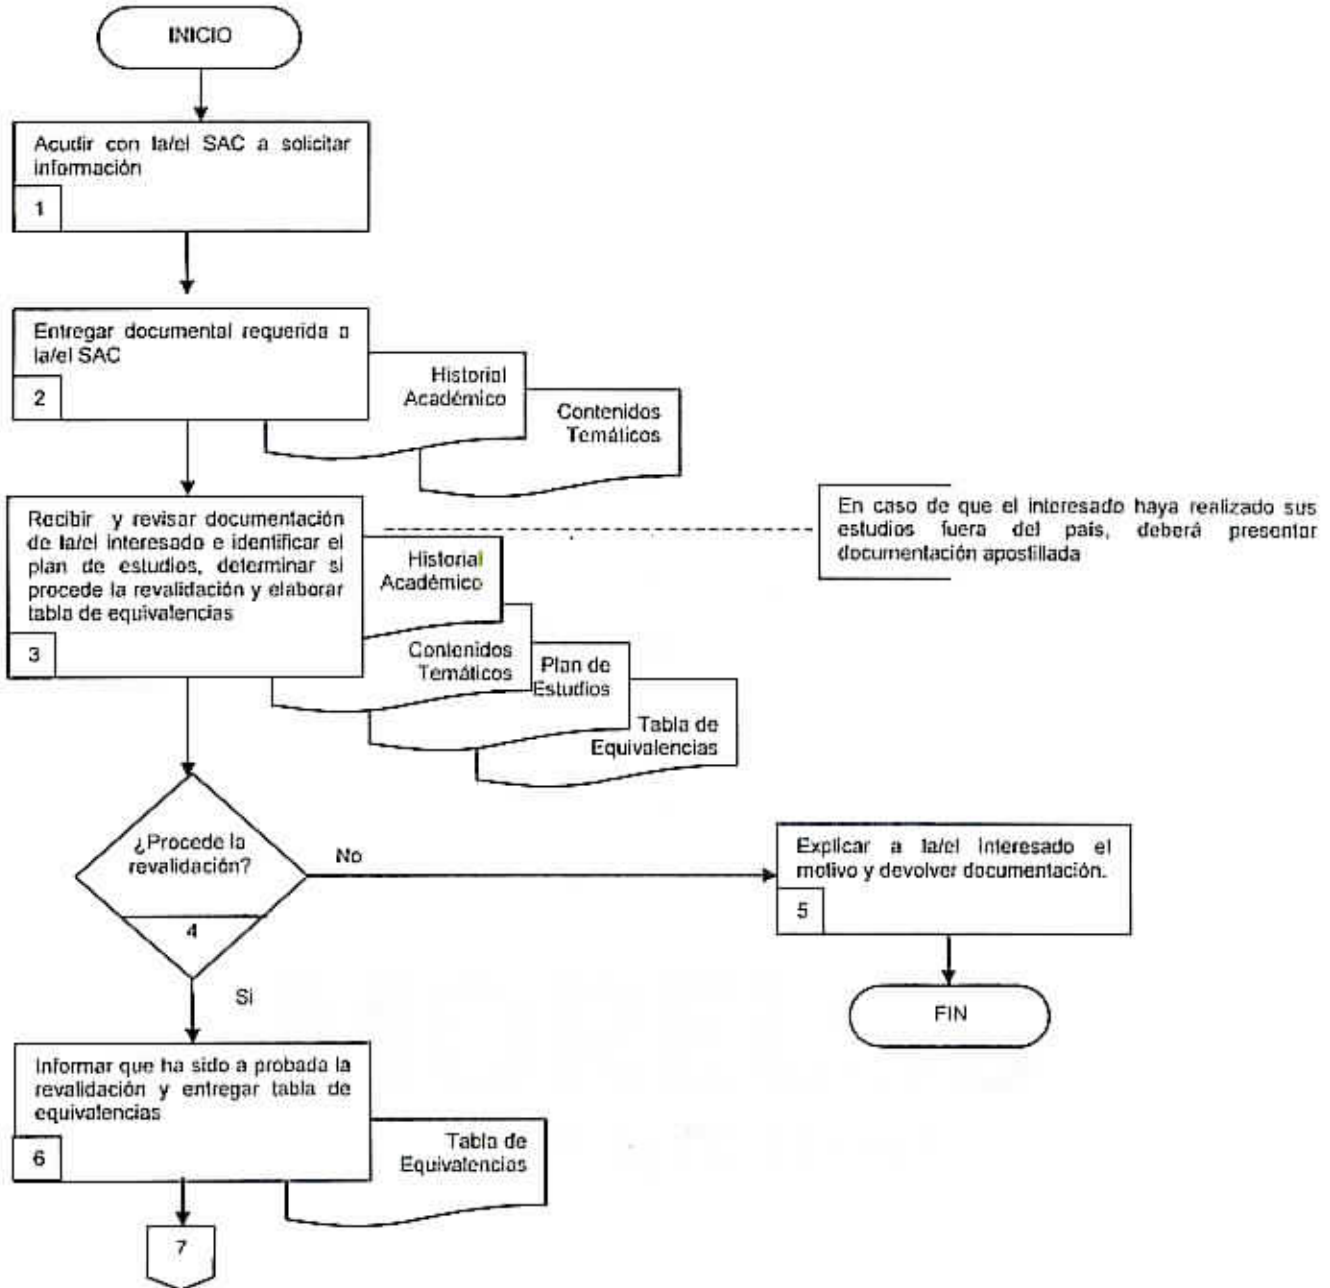 INICIO
Acudir con la/el SAC a solicitar
información
1
Entregar documental requerida a
la/el SAC
2
Historial
Académico
Contenidos
Temáticos
Recibir y revisar documentación
de la/el interesado e identificar el
plan de estudios, determinar si
procede la revalidación y elaborar
tabla de equivalencias
3
Historial
Académico
Contenidos
Temáticos
Plan de
Estudios
Tabla de
Equivalencias
En caso de que el interesado haya realizado sus
estudios fuera del país, deberá presentar
documentación apostillada
¿Procede la
revalidación?
4
No
Explicar a la/el interesado el
motivo y devolver documentación.
5
FIN
Si
Informar que ha sido a probada la
revalidación y entregar tabla de
equivalencias
6
Tabla de
Equivalencias
7